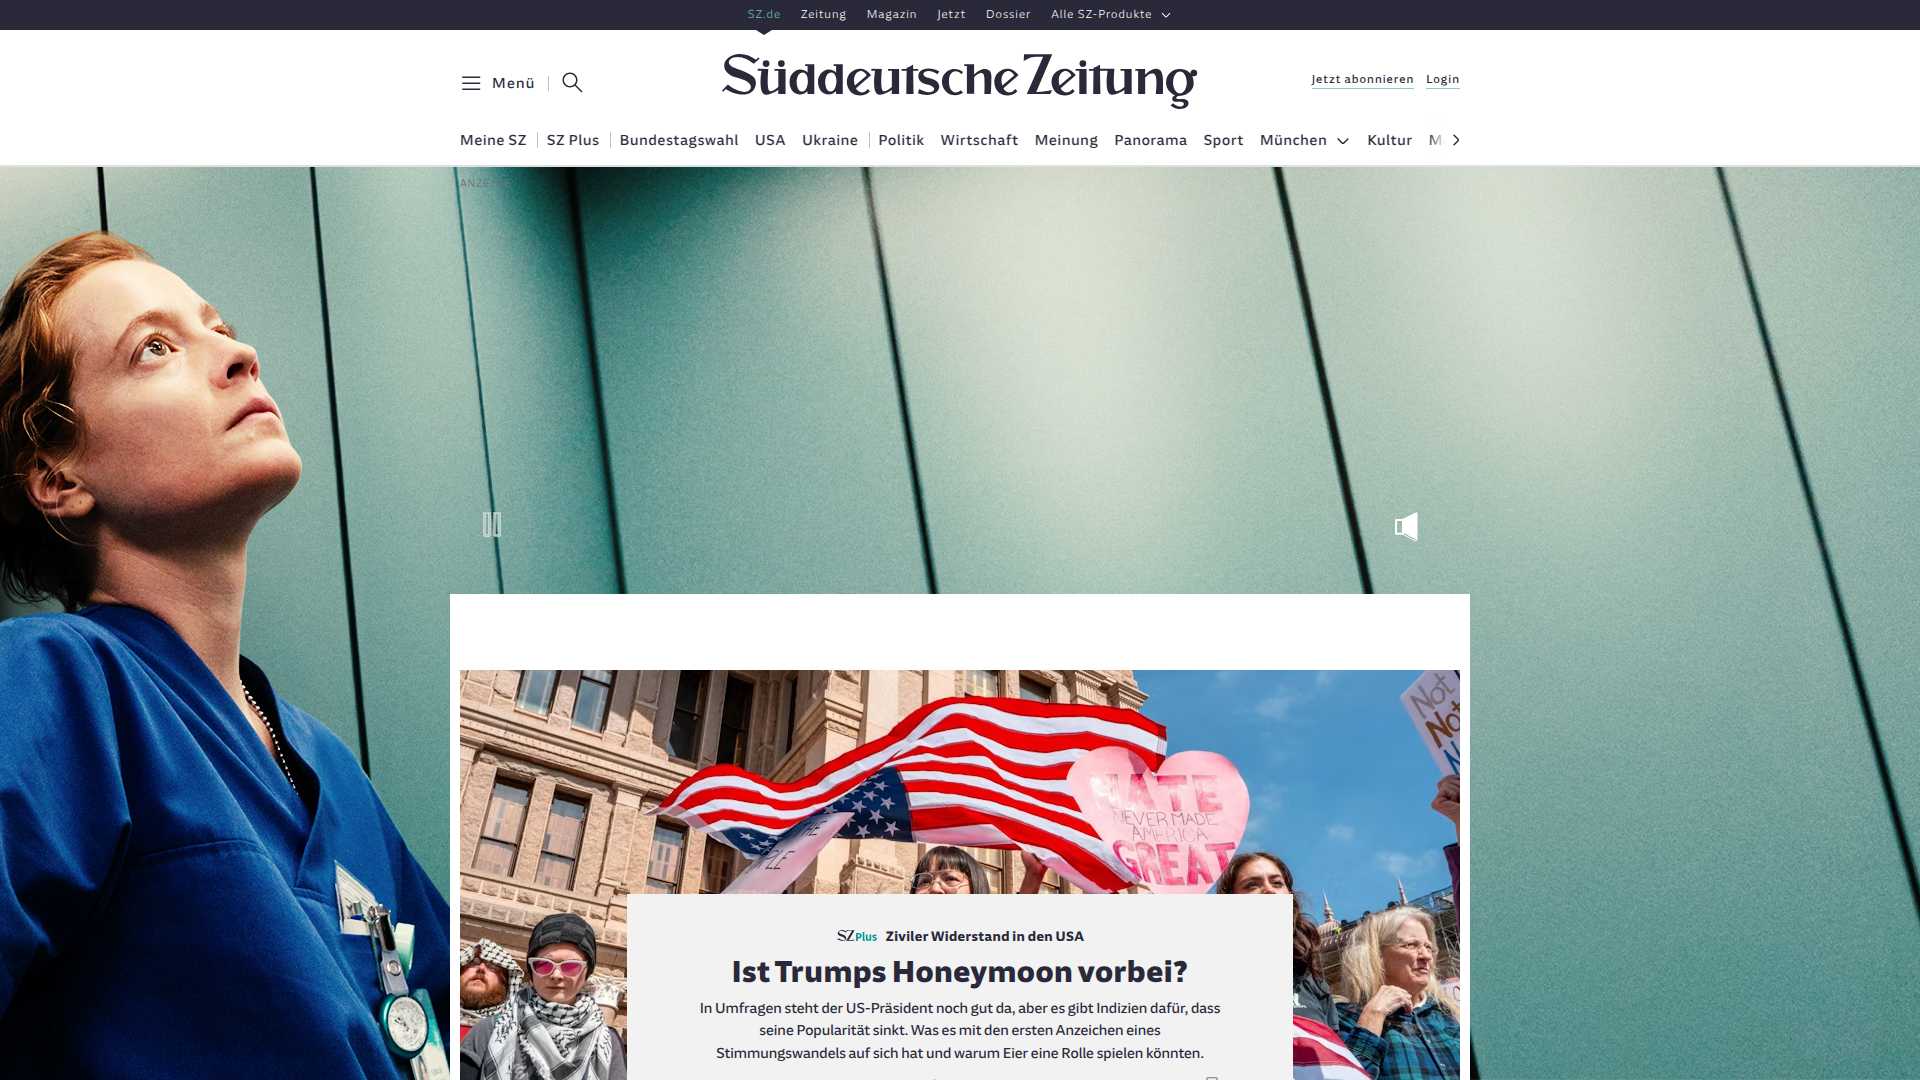 SZ.de Zeitung Magazin Jetzt Dossier Alle SZ-Produkte
Menü
Süddeutsche Zeitung
Jetzt abonnieren Login
Meine SZ SZ Plus Bundestagswahl USA Ukraine Politik Wirtschaft Meinung Panorama Sport München Kultur
Not
HATE
NEVER MADE
AMERICA
GREAT
SZ Plus Ziviler Widerstand in den USA
Ist Trumps Honeymoon vorbei?
In Umfragen steht der US-Präsident noch gut da, aber es gibt Indizien dafür, dass
seine Popularität sinkt. Was es mit den ersten Anzeichen eines
Stimmungswandels auf sich hat und warum Eier eine Rolle spielen könnten.